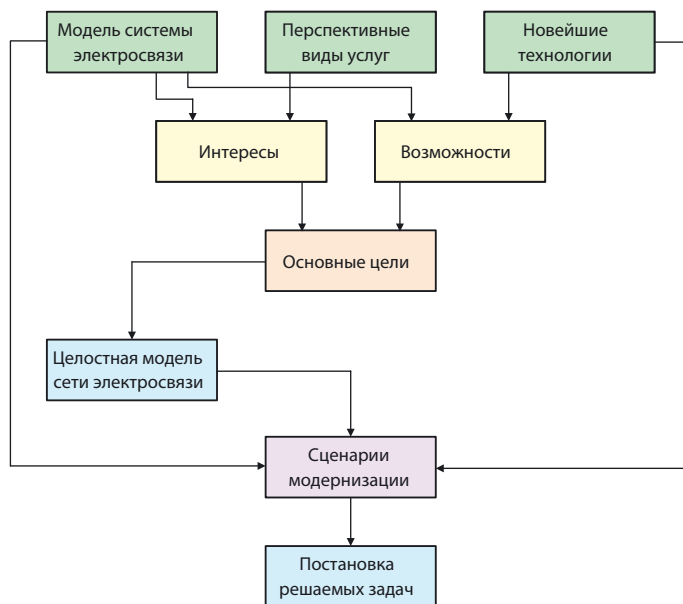 Модель системы
электросвязи
Перспективные
виды услуг
Новейшие
технологии
Интересы
Возможности
Основные цели
Целостная модель
сети электросвязи
Сценарии
модернизации
Постановка
решаемых задач